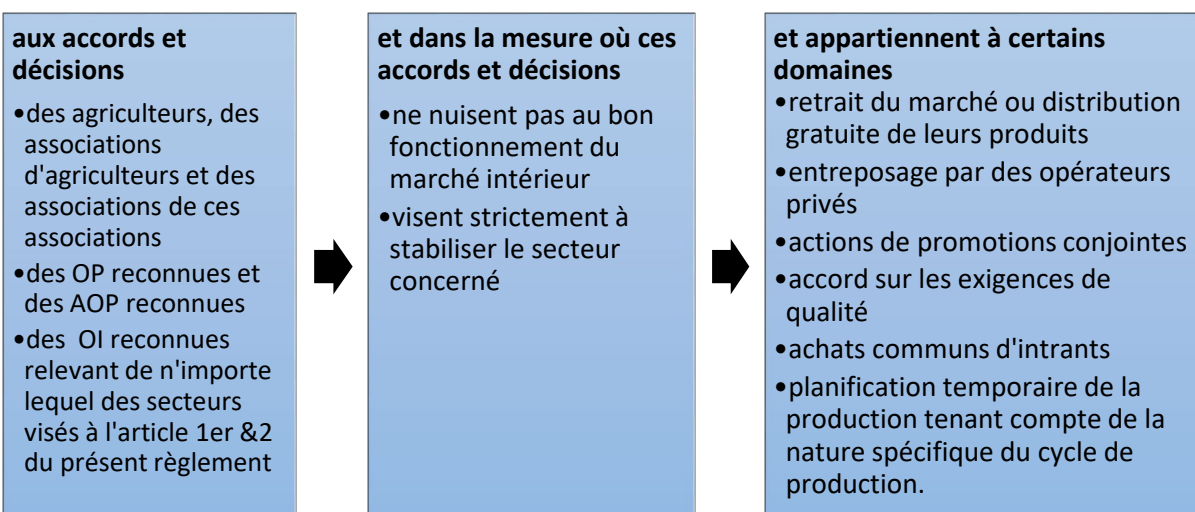 aux accords et
décisions
•des agriculteurs, des
associations
d'agriculteurs et des
associations de ces
associations
•des OP reconnues et
des AOP reconnues
•des OI reconnues
relevant de n'importe
lequel des secteurs
visés à l'article 1er &2
du présent règlement
et dans la mesure où ces
accords et décisions
•ne nuisent pas au bon
fonctionnement du
marché intérieur
•visent strictement à
stabiliser le secteur
concerné
et appartiennent à certains
domaines
•retrait du marché ou distribution
gratuite de leurs produits
•entreposage par des opérateurs
privés
•actions de promotions conjointes
•accord sur les exigences de
qualité
•achats communs d'intrants
•planification temporaire de la
production tenant compte de la
nature spécifique du cycle de
production.